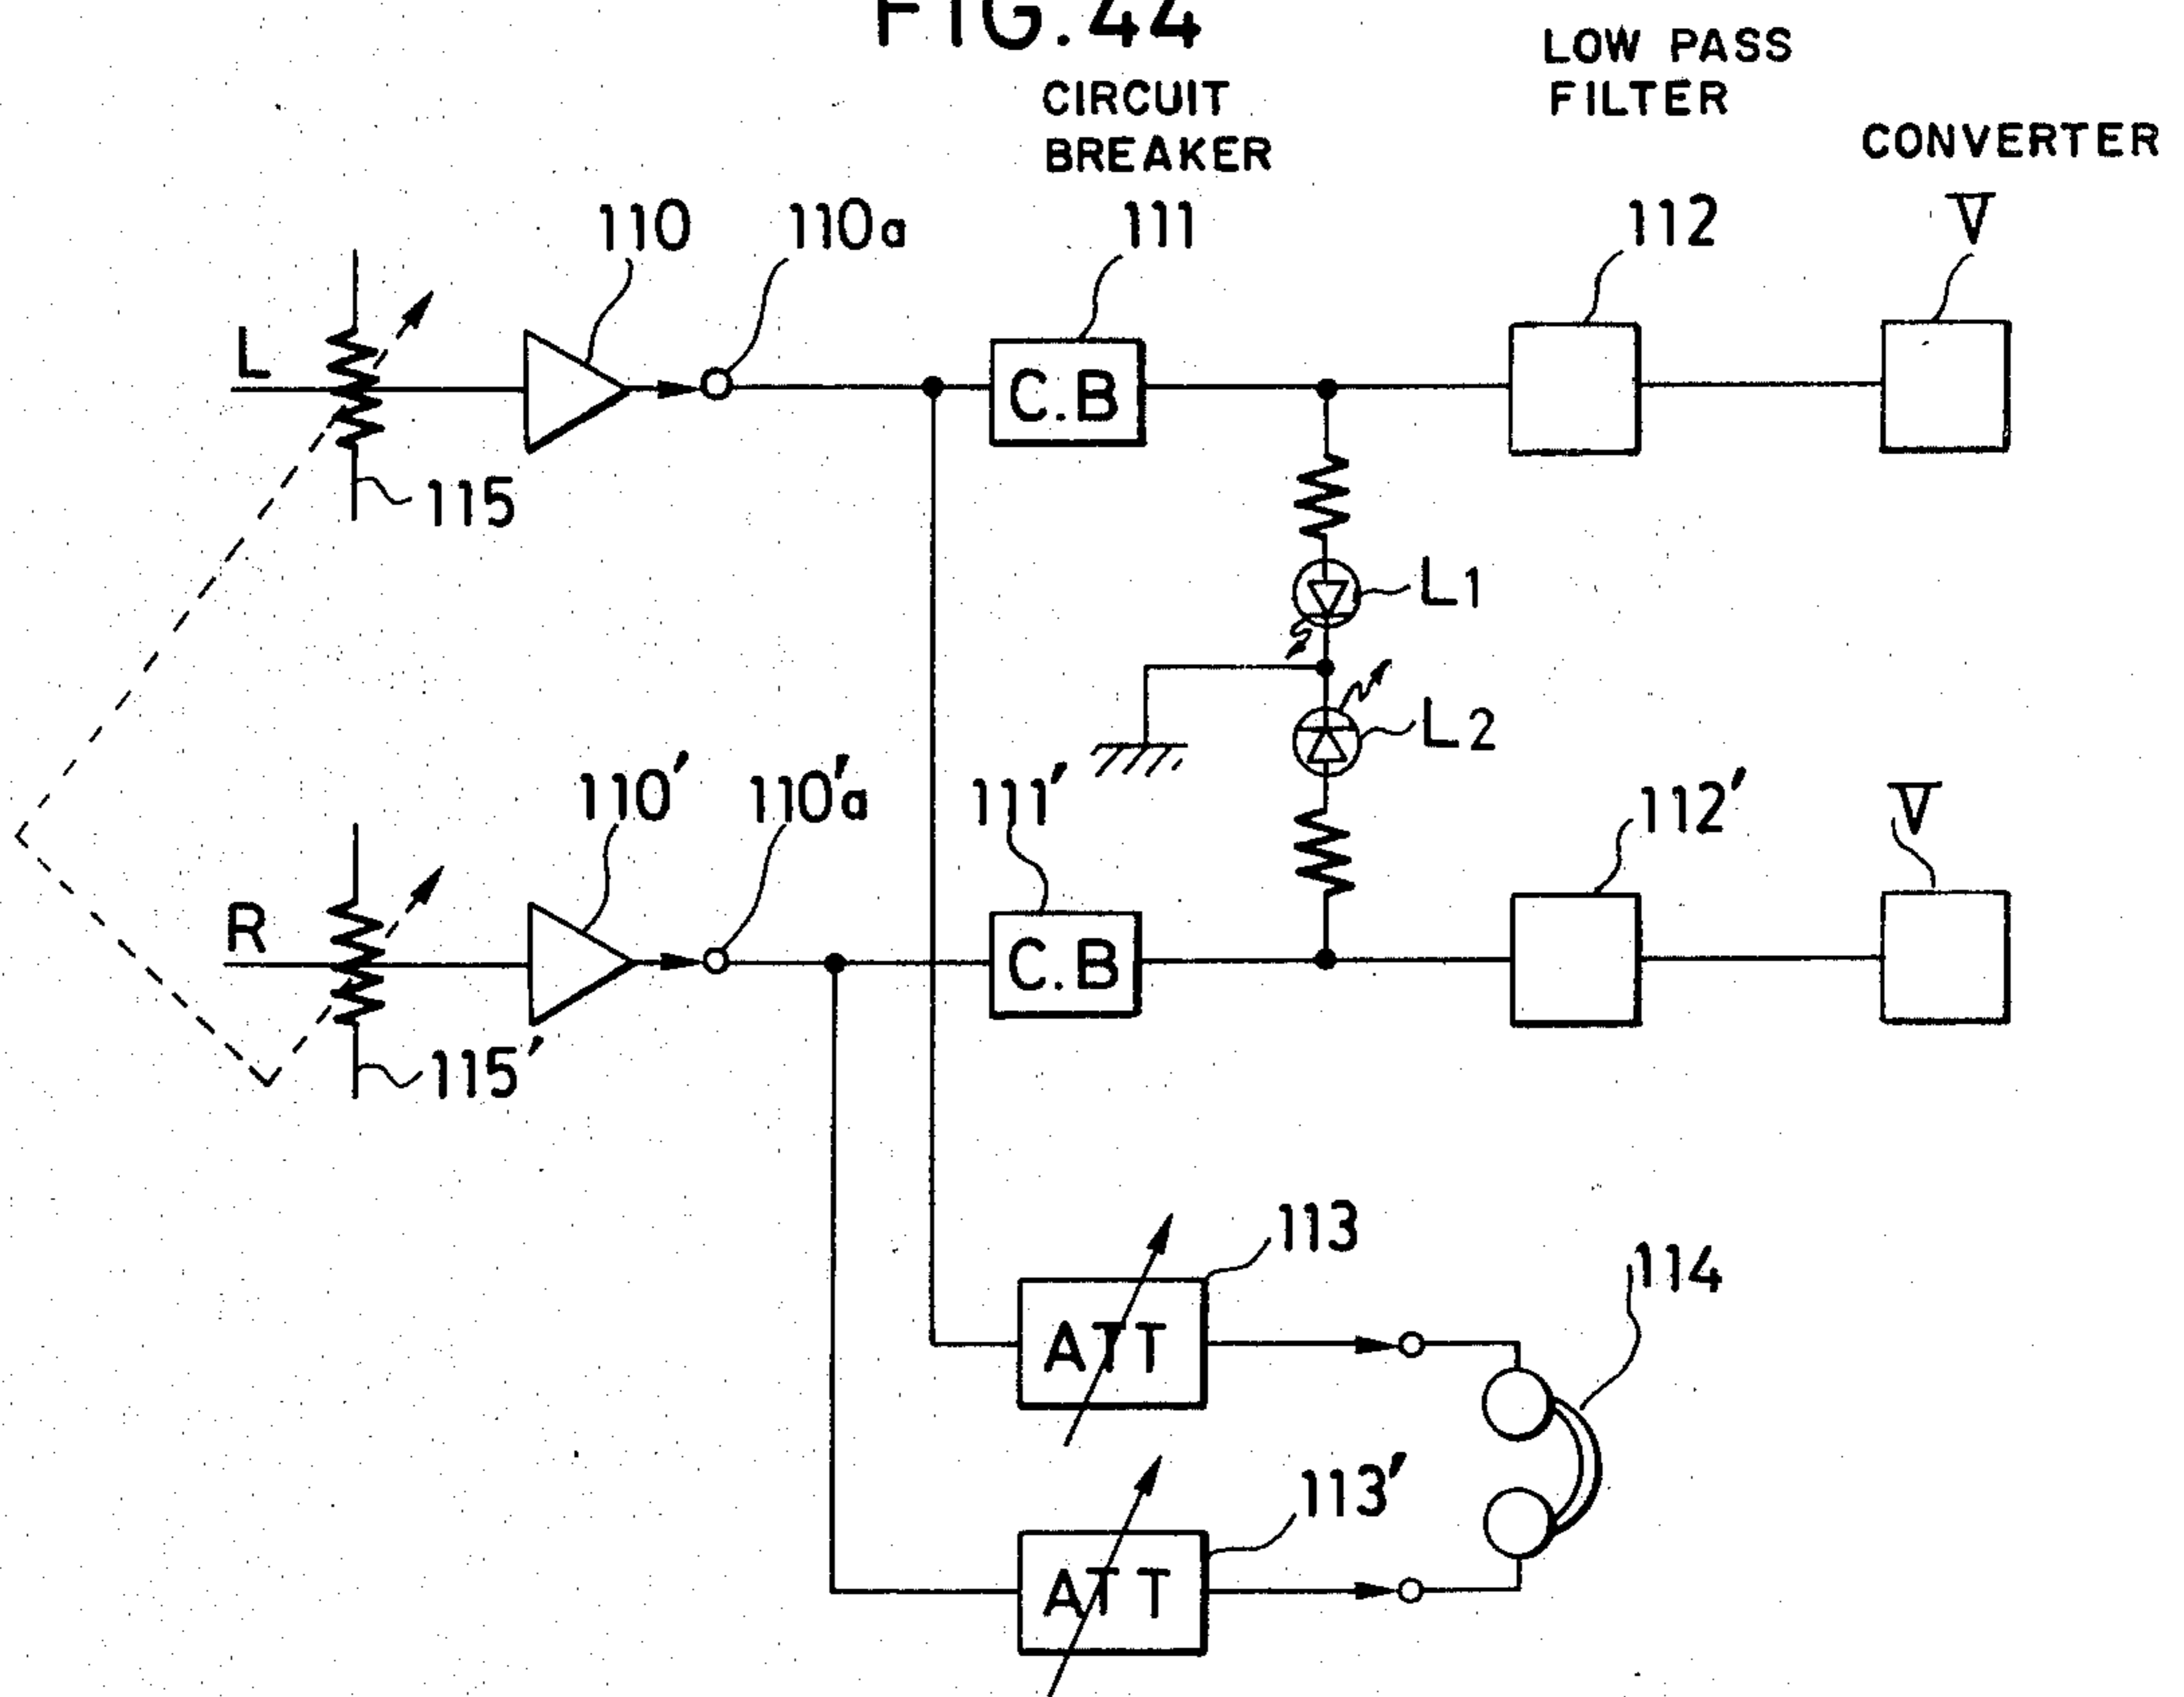 FIG.44
LOW PASS
FILTER
CIRCUIT
BREAKER
CONVERTER
110
110a
111
112
V
L
C.B
115
L1
L2
110'
110'a
111'
112'
V
R
C.B
115'
113
114
ATT
113'
ATT